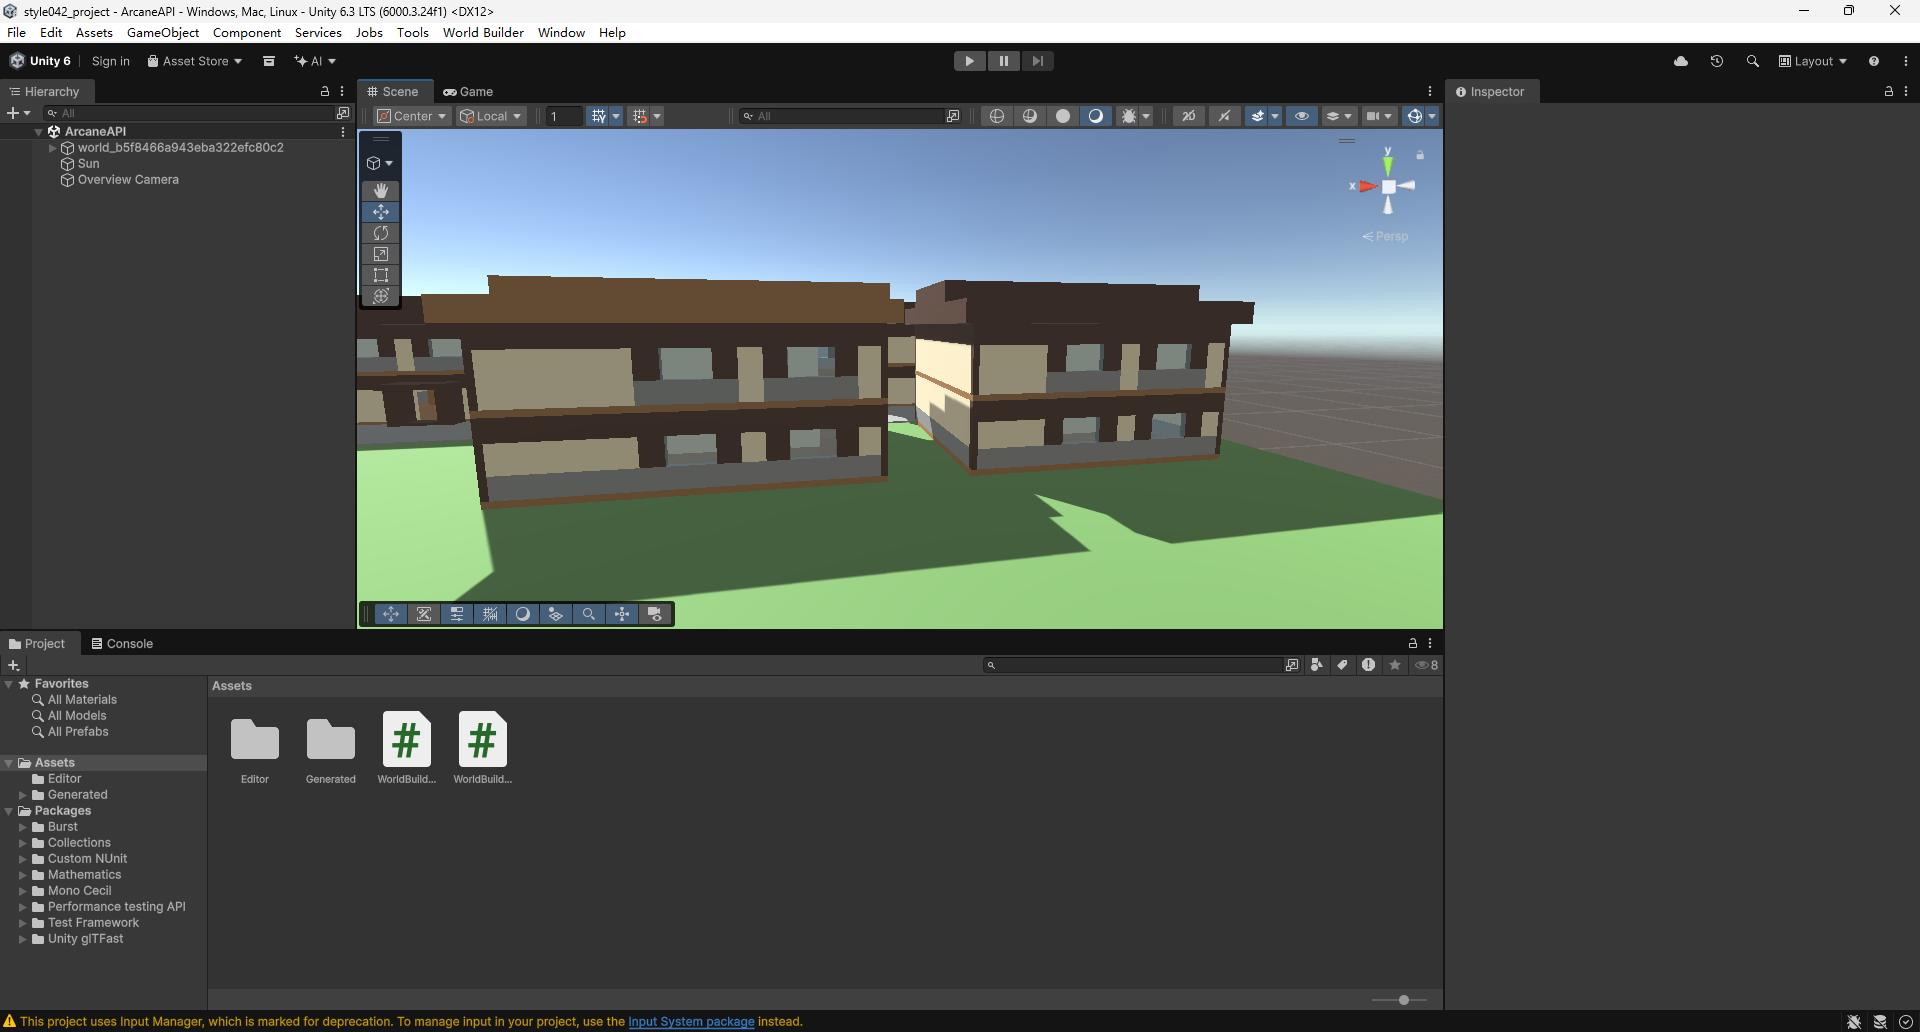 style042_project - ArcaneAPI - Windows, Mac, Linux - Unity 6.3 LTS (6000.3.24f1) <DX12>
File Edit Assets GameObject Component Services Jobs Tools World Builder Window Help
Unity 6 Sign in Asset Store AI Layout
Hierarchy Scene Game Inspector
All Center Local 1 All 2D
ArcaneAPI
world_b5f8466a943eba322efc80c2
Sun
Overview Camera
y
x
Persp
Project Console
8
Favorites
All Materials
All Models
All Prefabs
Assets
Editor
Generated
Packages
Burst
Collections
Custom NUnit
Mathematics
Mono Cecil
Performance testing API
Test Framework
Unity glTFast
Assets
Editor Generated WorldBuild... WorldBuild...
This project uses Input Manager, which is marked for deprecation. To manage input in your project, use the Input System package instead.